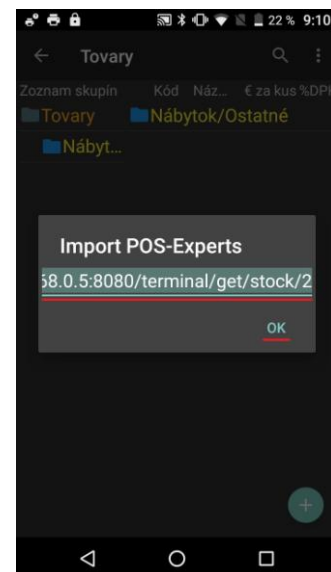 22 % 9:10
Tovary
Zoznam skupín Kód Náz... € za kus %DPH
Tovary Nábytok/Ostatné
Nábyt...
Import POS-Experts
68.0.5:8080/terminal/get/stock/2
OK